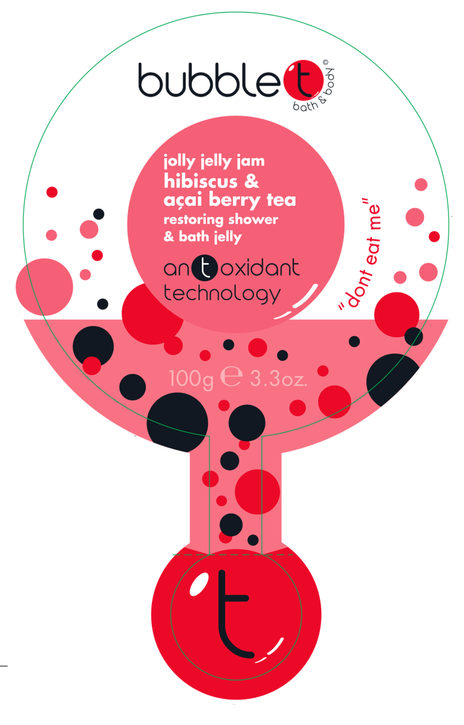 bubble t ©
bath & body
jolly jelly jam
hibiscus &
açai berry tea
restoring shower
& bath jelly
antoxidant
technology
"dont eat me"
100g ℮ 3.3oz.
t